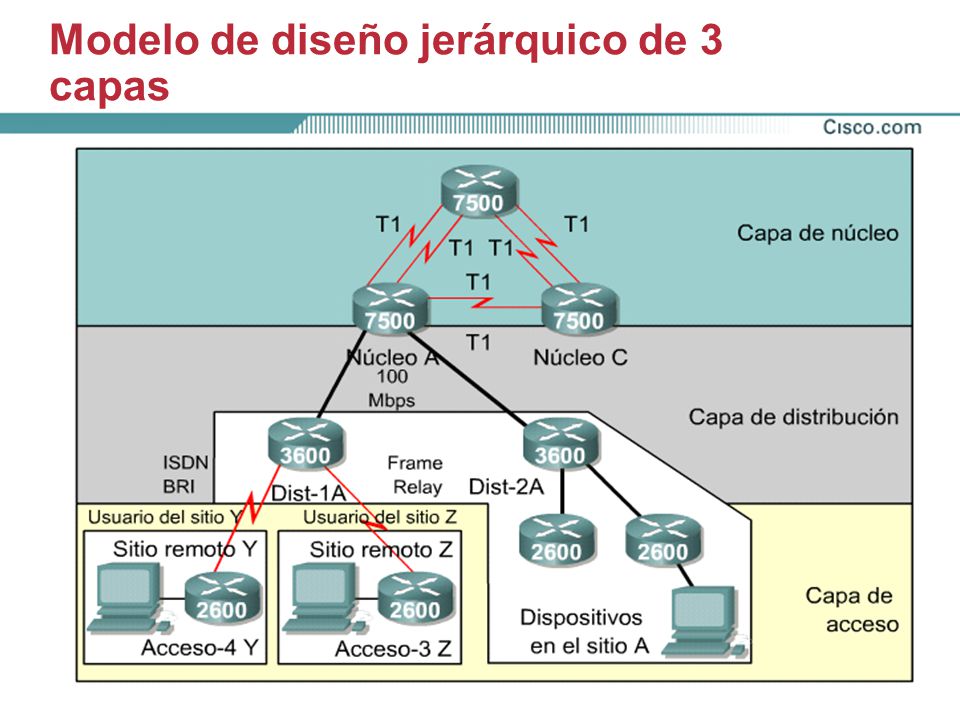 Modelo de diseño jerárquico de 3
capas
Cisco.com
7500
T1
T1
T1 T1
Capa de núcleo
T1
7500
7500
T1
Núcleo A
Núcleo C
100
Mbps
Capa de distribución
3600
3600
ISDN
BRI
Frame
Relay
Dist-1A
Dist-2A
Usuario del sitio Y
Usuario del sitio Z
Sitio remoto Y
Sitio remoto Z
2600
2600
2600
2600
Acceso-4 Y
Acceso-3 Z
Dispositivos
en el sitio A
Capa de
acceso